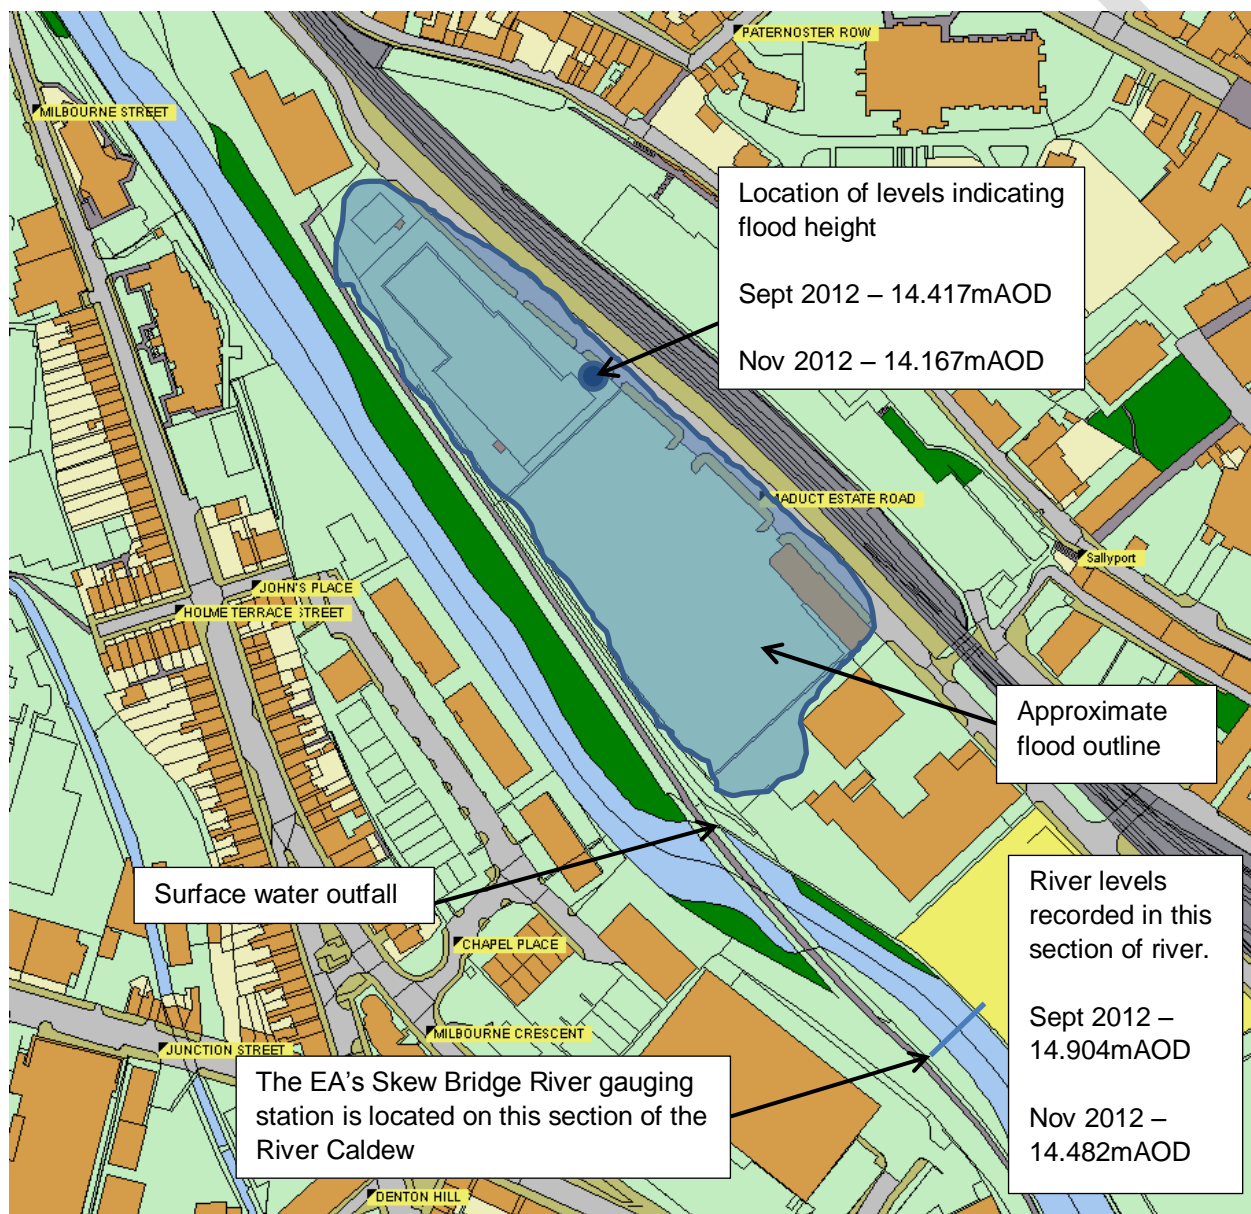 PATERNOSTER ROW
MILBOURNE STREET
Location of levels indicating
flood height
Sept 2012 – 14.417mAOD
Nov 2012 – 14.167mAOD
MADUCT ESTATE ROAD
Sallyport
JOHN'S PLACE
HOLME TERRACE STREET
Approximate
flood outline
Surface water outfall
River levels
recorded in this
section of river.
Sept 2012 –
14.904mAOD
Nov 2012 –
14.482mAOD
CHAPEL PLACE
MILBOURNE CRESCENT
JUNCTION STREET
The EA's Skew Bridge River gauging
station is located on this section of the
River Caldew
DENTON HILL